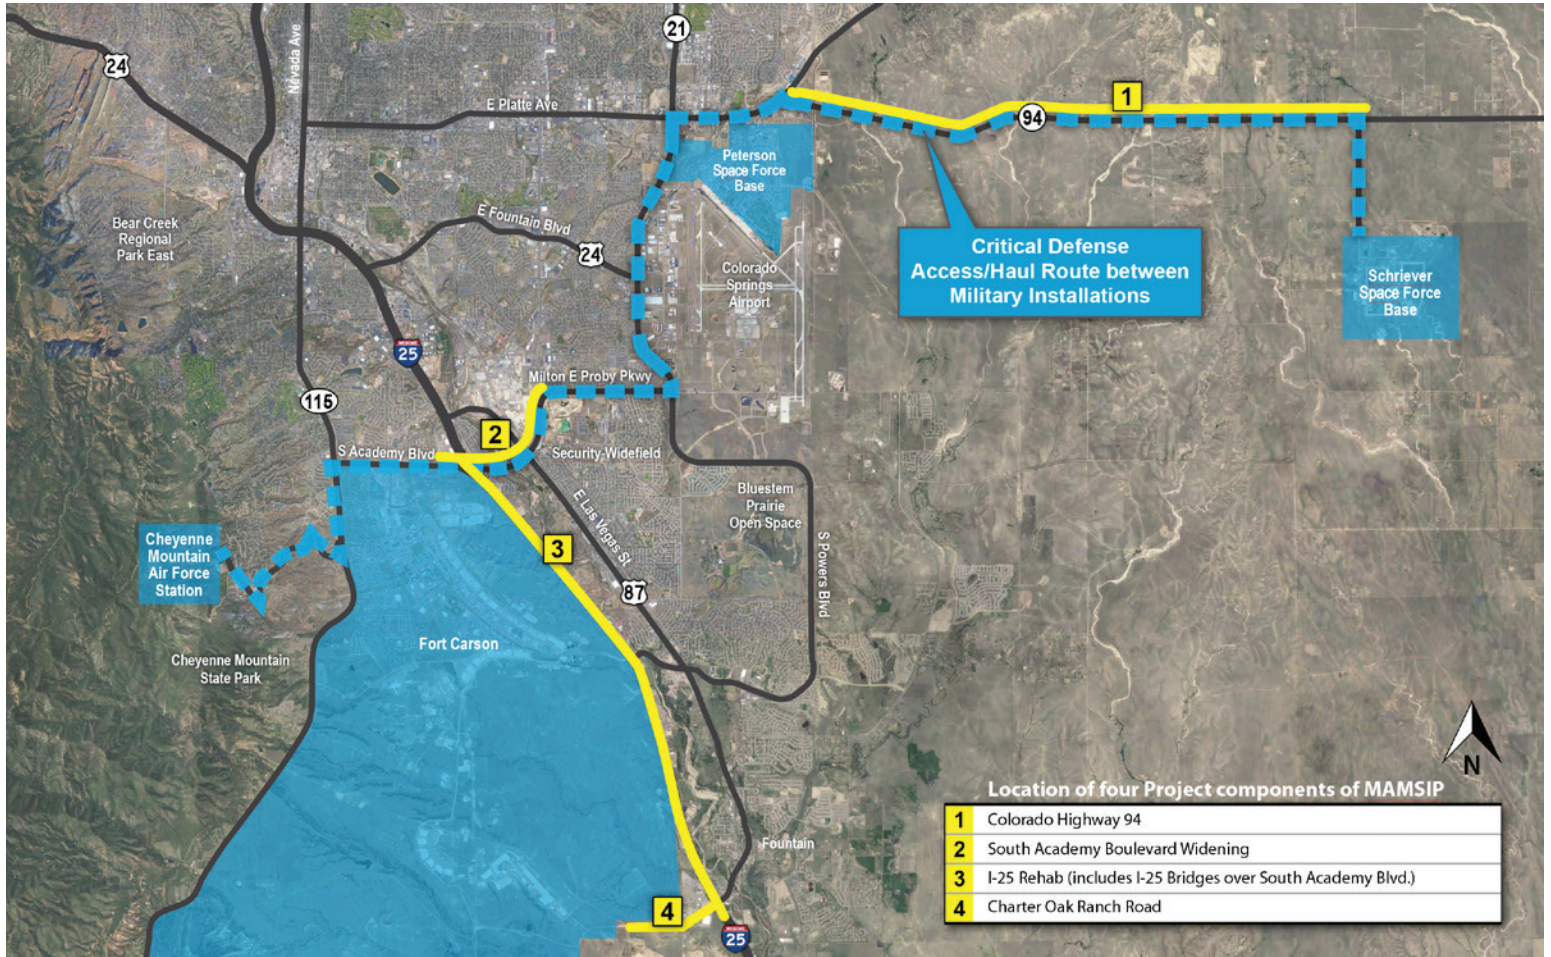 24
Nevada Ave
21
E Platte Ave
1
94
Peterson
Space Force
Base
Bear Creek
Regional
Park East
E Fountain Blvd
24
Colorado
Springs
Airport
Critical Defense
Access/Haul Route between
Military Installations
Schriever
Space Force
Base
25
Milton E Proby Pkwy
115
2
S Academy Blvd
Security-Widefield
Bluestem
Prairie
Open Space
E Las Vegas St
S Powers Blvd
3
Cheyenne
Mountain
Air Force
Station
87
Fort Carson
Cheyenne Mountain
State Park
N
Fountain
4
25
Location of four Project components of MAMSIP
1 Colorado Highway 94
2 South Academy Boulevard Widening
3 I-25 Rehab (includes I-25 Bridges over South Academy Blvd.)
4 Charter Oak Ranch Road